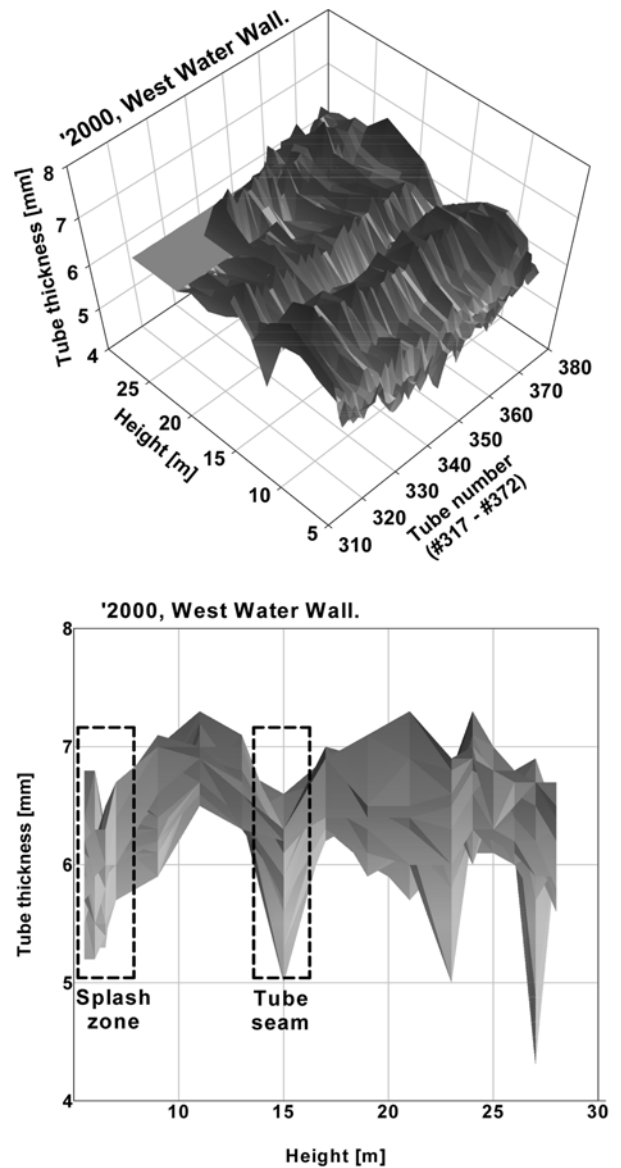 '2000, West Water Wall.
8
7
6
5
4
Tube thickness [mm]
25
20
15
10
5
Height [m]
310
320
330
340
350
360
370
380
Tube number
(#317 - #372)
'2000, West Water Wall.
8
7
6
5
4
Tube thickness [mm]
Splash
zone
Tube
seam
10
15
20
25
30
Height [m]